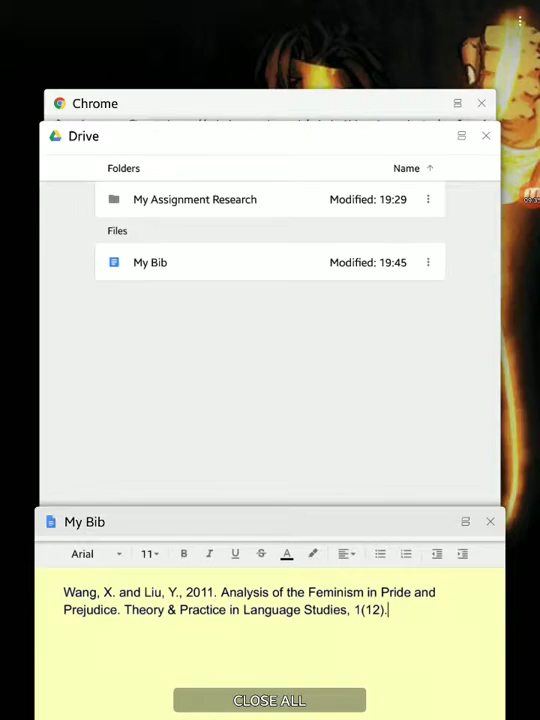 Chrome
Drive
Folders
Name
My Assignment Research
Modified: 19:29
Files
My Bib
Modified: 19:45
My Bib
Arial
11
B
I
U
S
A
Wang, X. and Liu, Y., 2011. Analysis of the Feminism in Pride and
Prejudice. Theory & Practice in Language Studies, 1(12).
CLOSE ALL